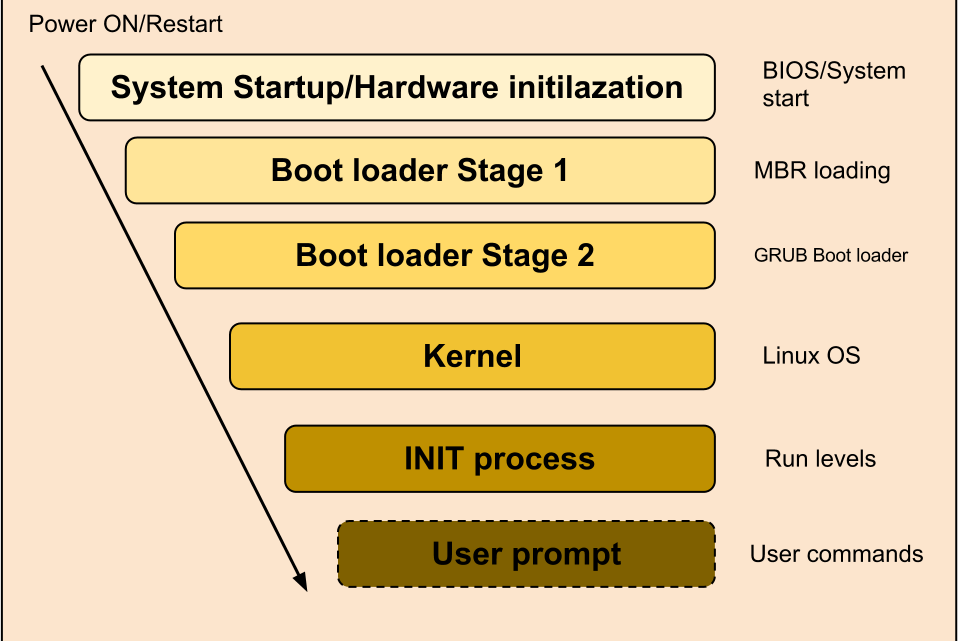 Power ON/Restart
System Startup/Hardware initilazation
BIOS/System
start
Boot loader Stage 1
MBR loading
Boot loader Stage 2
GRUB Boot loader
Kernel
Linux OS
INIT process
Run levels
User prompt
User commands